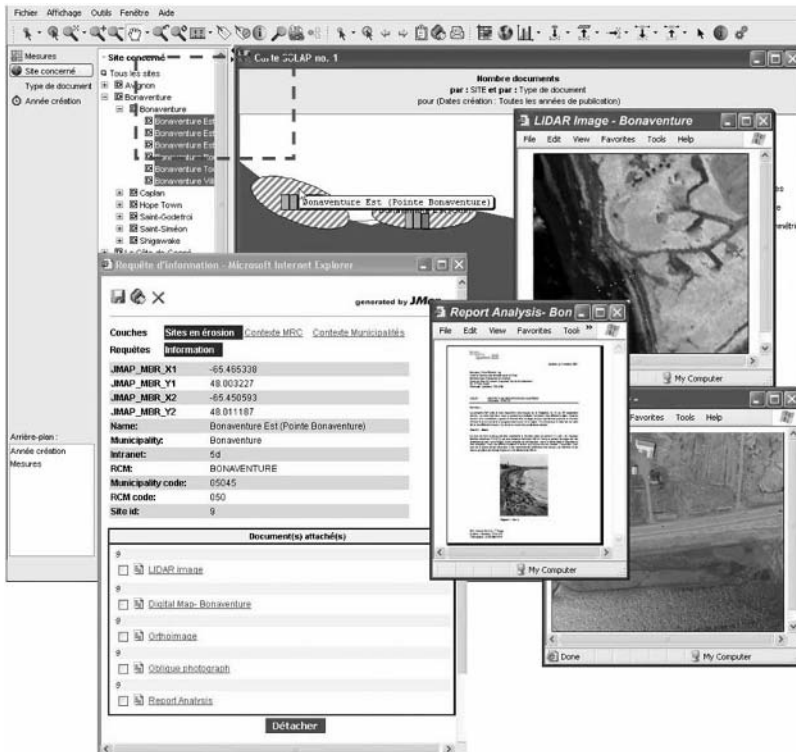 Fichier Affichage Outils Fenêtre Aide
Mesures
Site concerné
Type de document
Année création
Site concerné
Tous les sites
Avignon
Bonaventure
Bonaventure
Bonaventure Est
Bonaventure Est
Bonaventure Est
Bonaventure Vil
Caplan
Hope Town
Saint-Godefroi
Saint-Siméon
Shigawake
Carte SOLAP no. 1
Nombre documents
par : SITE et par : Type de document
pour (Dates création : Toutes les années de publication)
Bonaventure Est (Pointe Bonaventure)
LIDAR Image - Bonaventure
File Edit View Favorites Tools Help
My Computer
Requête d'information - Microsoft Internet Explorer
generated by JMap
Couches Sites en érosion Contexte MRC Contexte Municipalités
Requêtes Information
JMAP_MBR_X1 -65.465338
JMAP_MBR_Y1 48.003227
JMAP_MBR_X2 -65.450593
JMAP_MBR_Y2 48.011187
Name: Bonaventure Est (Pointe Bonaventure)
Municipality: Bonaventure
Intranet: 5d
RCM: BONAVENTURE
Municipality code: 05045
RCM code: 050
Site id: 9
Document(s) attaché(s)
9
LIDAR Image
9
Digital Map- Bonaventure
9
Orthoimage
9
Oblique photograph
9
Report Analysis
Détacher
Arrière-plan :
Année création
Mesures
Report Analysis- Bon
File Edit View Favorites Tool »
My Computer
Favorites Tools Help
Done My Computer